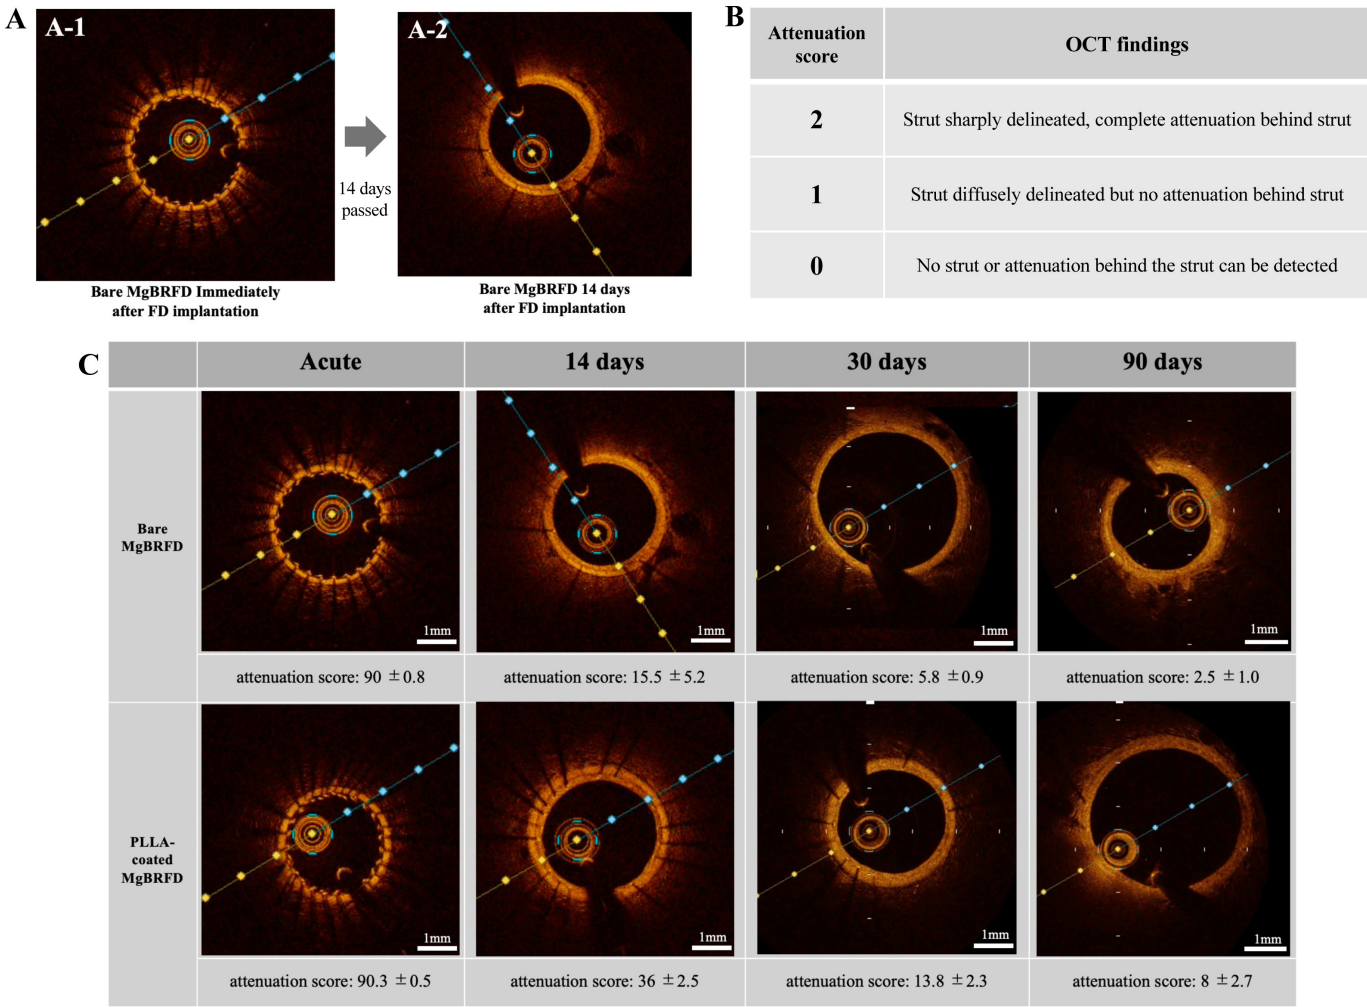 A
A-1
14 days
passed
A-2
Bare MgBRFD Immediately
after FD implantation
Bare MgBRFD 14 days
after FD implantation
B
Attenuation
score
OCT findings
2
Strut sharply delineated, complete attenuation behind strut
1
Strut diffusely delineated but no attenuation behind strut
0
No strut or attenuation behind the strut can be detected
C
Acute
14 days
30 days
90 days
Bare
MgBRFD
1mm
1mm
1mm
1mm
attenuation score: 90 ±0.8
attenuation score: 15.5 ±5.2
attenuation score: 5.8 ±0.9
attenuation score: 2.5 ±1.0
PLLA-
coated
MgBRFD
1mm
1mm
1mm
1mm
attenuation score: 90.3 ±0.5
attenuation score: 36 ±2.5
attenuation score: 13.8 ±2.3
attenuation score: 8 ±2.7